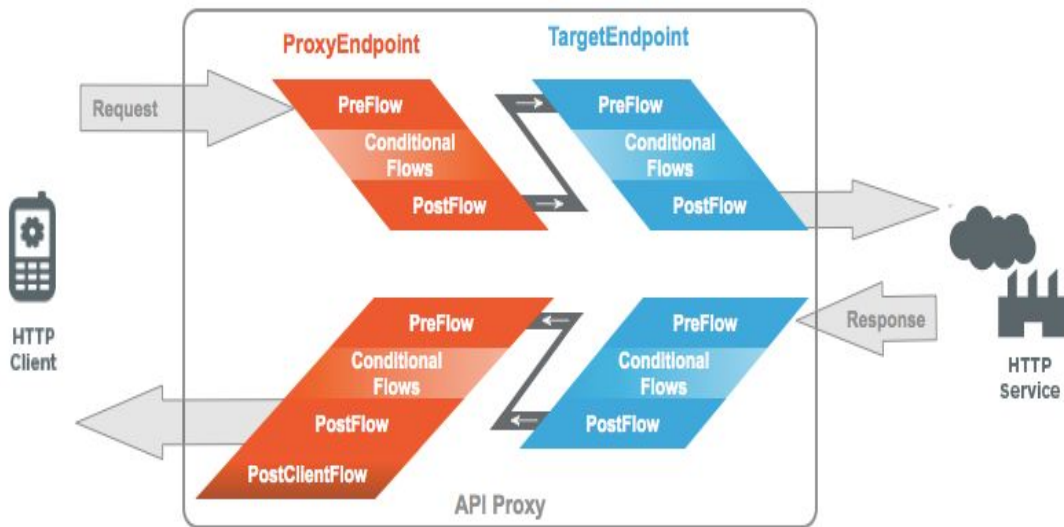 ProxyEndpoint
TargetEndpoint
Request
PreFlow
Conditional
Flows
PostFlow
PreFlow
Conditional
Flows
PostFlow
HTTP
Client
PreFlow
Conditional
Flows
PostFlow
PostClientFlow
PreFlow
Conditional
Flows
PostFlow
Response
HTTP
Service
API Proxy